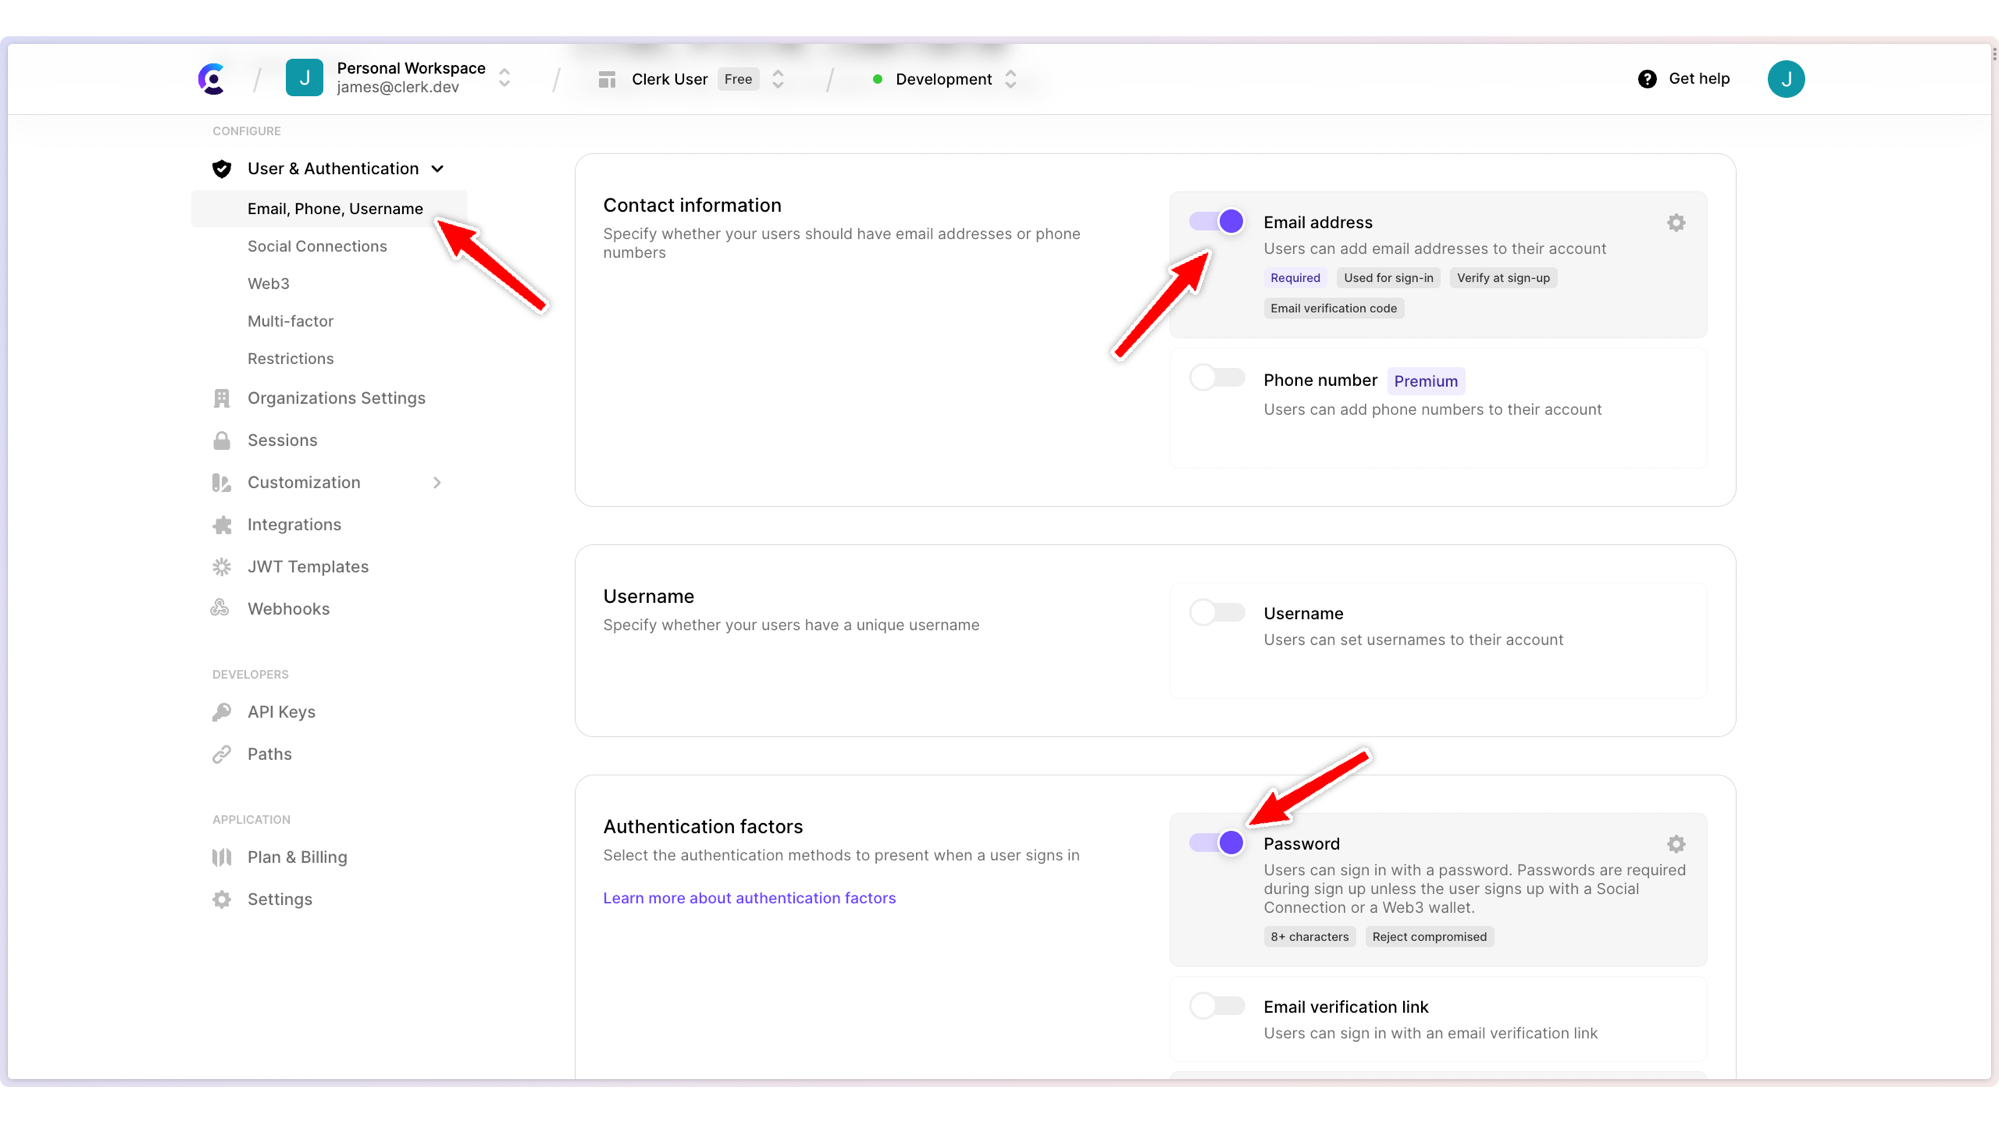 J
Personal Workspace
james@clerk.dev
Clerk User
Free
Development
Get help
J
CONFIGURE
User & Authentication
Email, Phone, Username
Social Connections
Web3
Multi-factor
Restrictions
Organizations Settings
Sessions
Customization
Integrations
JWT Templates
Webhooks
DEVELOPERS
API Keys
Paths
APPLICATION
Plan & Billing
Settings
Contact information
Specify whether your users should have email addresses or phone
numbers
Email address
Users can add email addresses to their account
Required
Used for sign-in
Verify at sign-up
Email verification code
Phone number
Premium
Users can add phone numbers to their account
Username
Specify whether your users have a unique username
Username
Users can set usernames to their account
Authentication factors
Select the authentication methods to present when a user signs in
Learn more about authentication factors
Password
Users can sign in with a password. Passwords are required
during sign up unless the user signs up with a Social
Connection or a Web3 wallet.
8+ characters
Reject compromised
Email verification link
Users can sign in with an email verification link